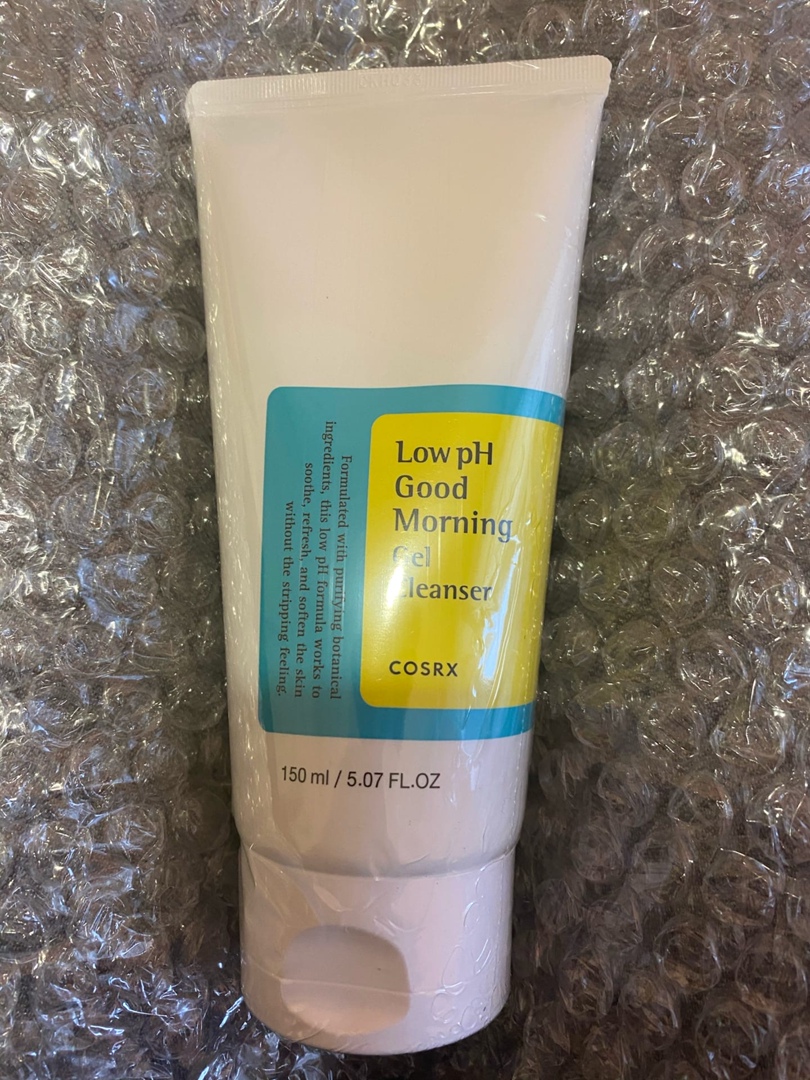 Low pH
Good
Morning
Gel
Cleanser
COSRX
Formulated with purifying botanical
ingredients, this low pH formula works to
soothe, refresh, and soften the skin
without the stripping feeling.
150 ml / 5.07 FL.OZ